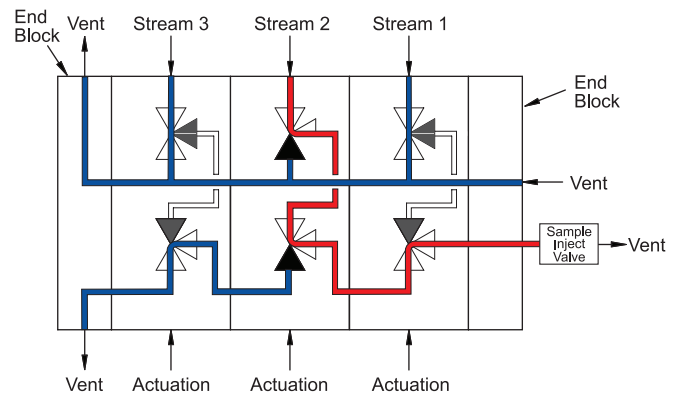 End
Block
Vent
Stream 3
Stream 2
Stream 1
End
Block
Vent
Sample
Inject
Valve
Vent
Vent
Actuation
Actuation
Actuation